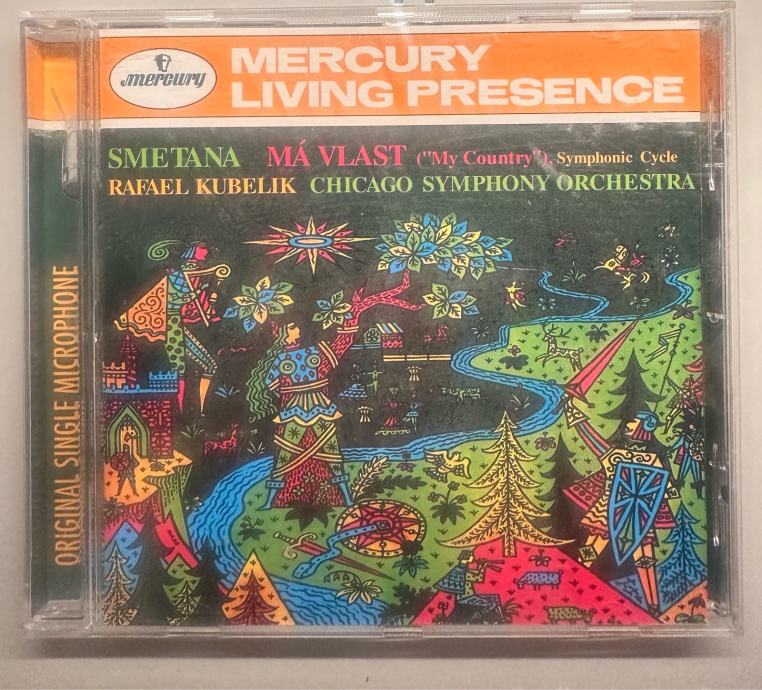 mercury
MERCURY
LIVING PRESENCE
SMETANA MÁ VLAST ("My Country"), Symphonic Cycle
RAFAEL KUBELIK CHICAGO SYMPHONY ORCHESTRA
ORIGINAL SINGLE MICROPHONE